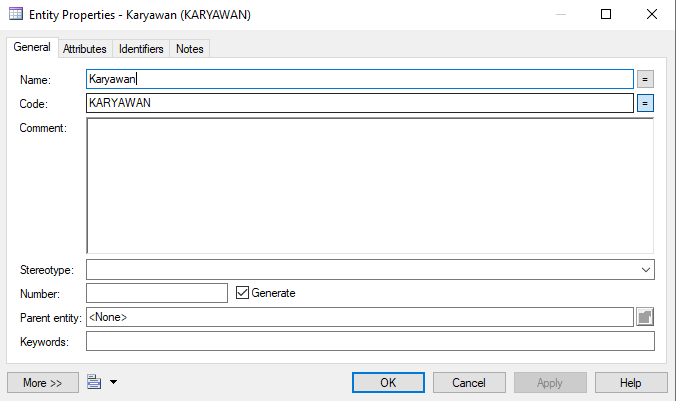 Entity Properties - Karyawan (KARYAWAN)
General Attributes Identifiers Notes
Name: Karyawan =
Code: KARYAWAN =
Comment:
Stereotype:
Number: Generate
Parent entity: <None>
Keywords:
More >> OK Cancel Apply Help